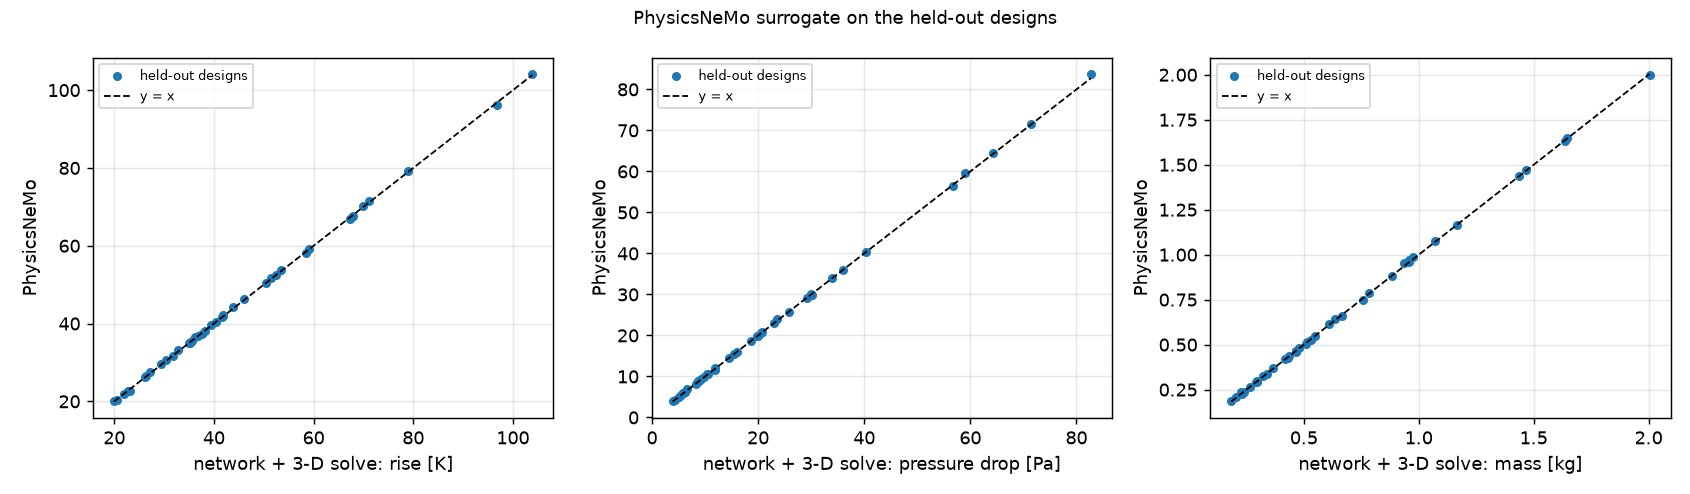 PhysicsNeMo surrogate on the held-out designs
PhysicsNeMo
100
80
60
40
20
held-out designs
y = x
20 40 60 80 100
network + 3-D solve: rise [K]
PhysicsNeMo
80
70
60
50
40
30
20
10
0
held-out designs
y = x
0 20 40 60 80
network + 3-D solve: pressure drop [Pa]
PhysicsNeMo
2.00
1.75
1.50
1.25
1.00
0.75
0.50
0.25
held-out designs
y = x
0.5 1.0 1.5 2.0
network + 3-D solve: mass [kg]